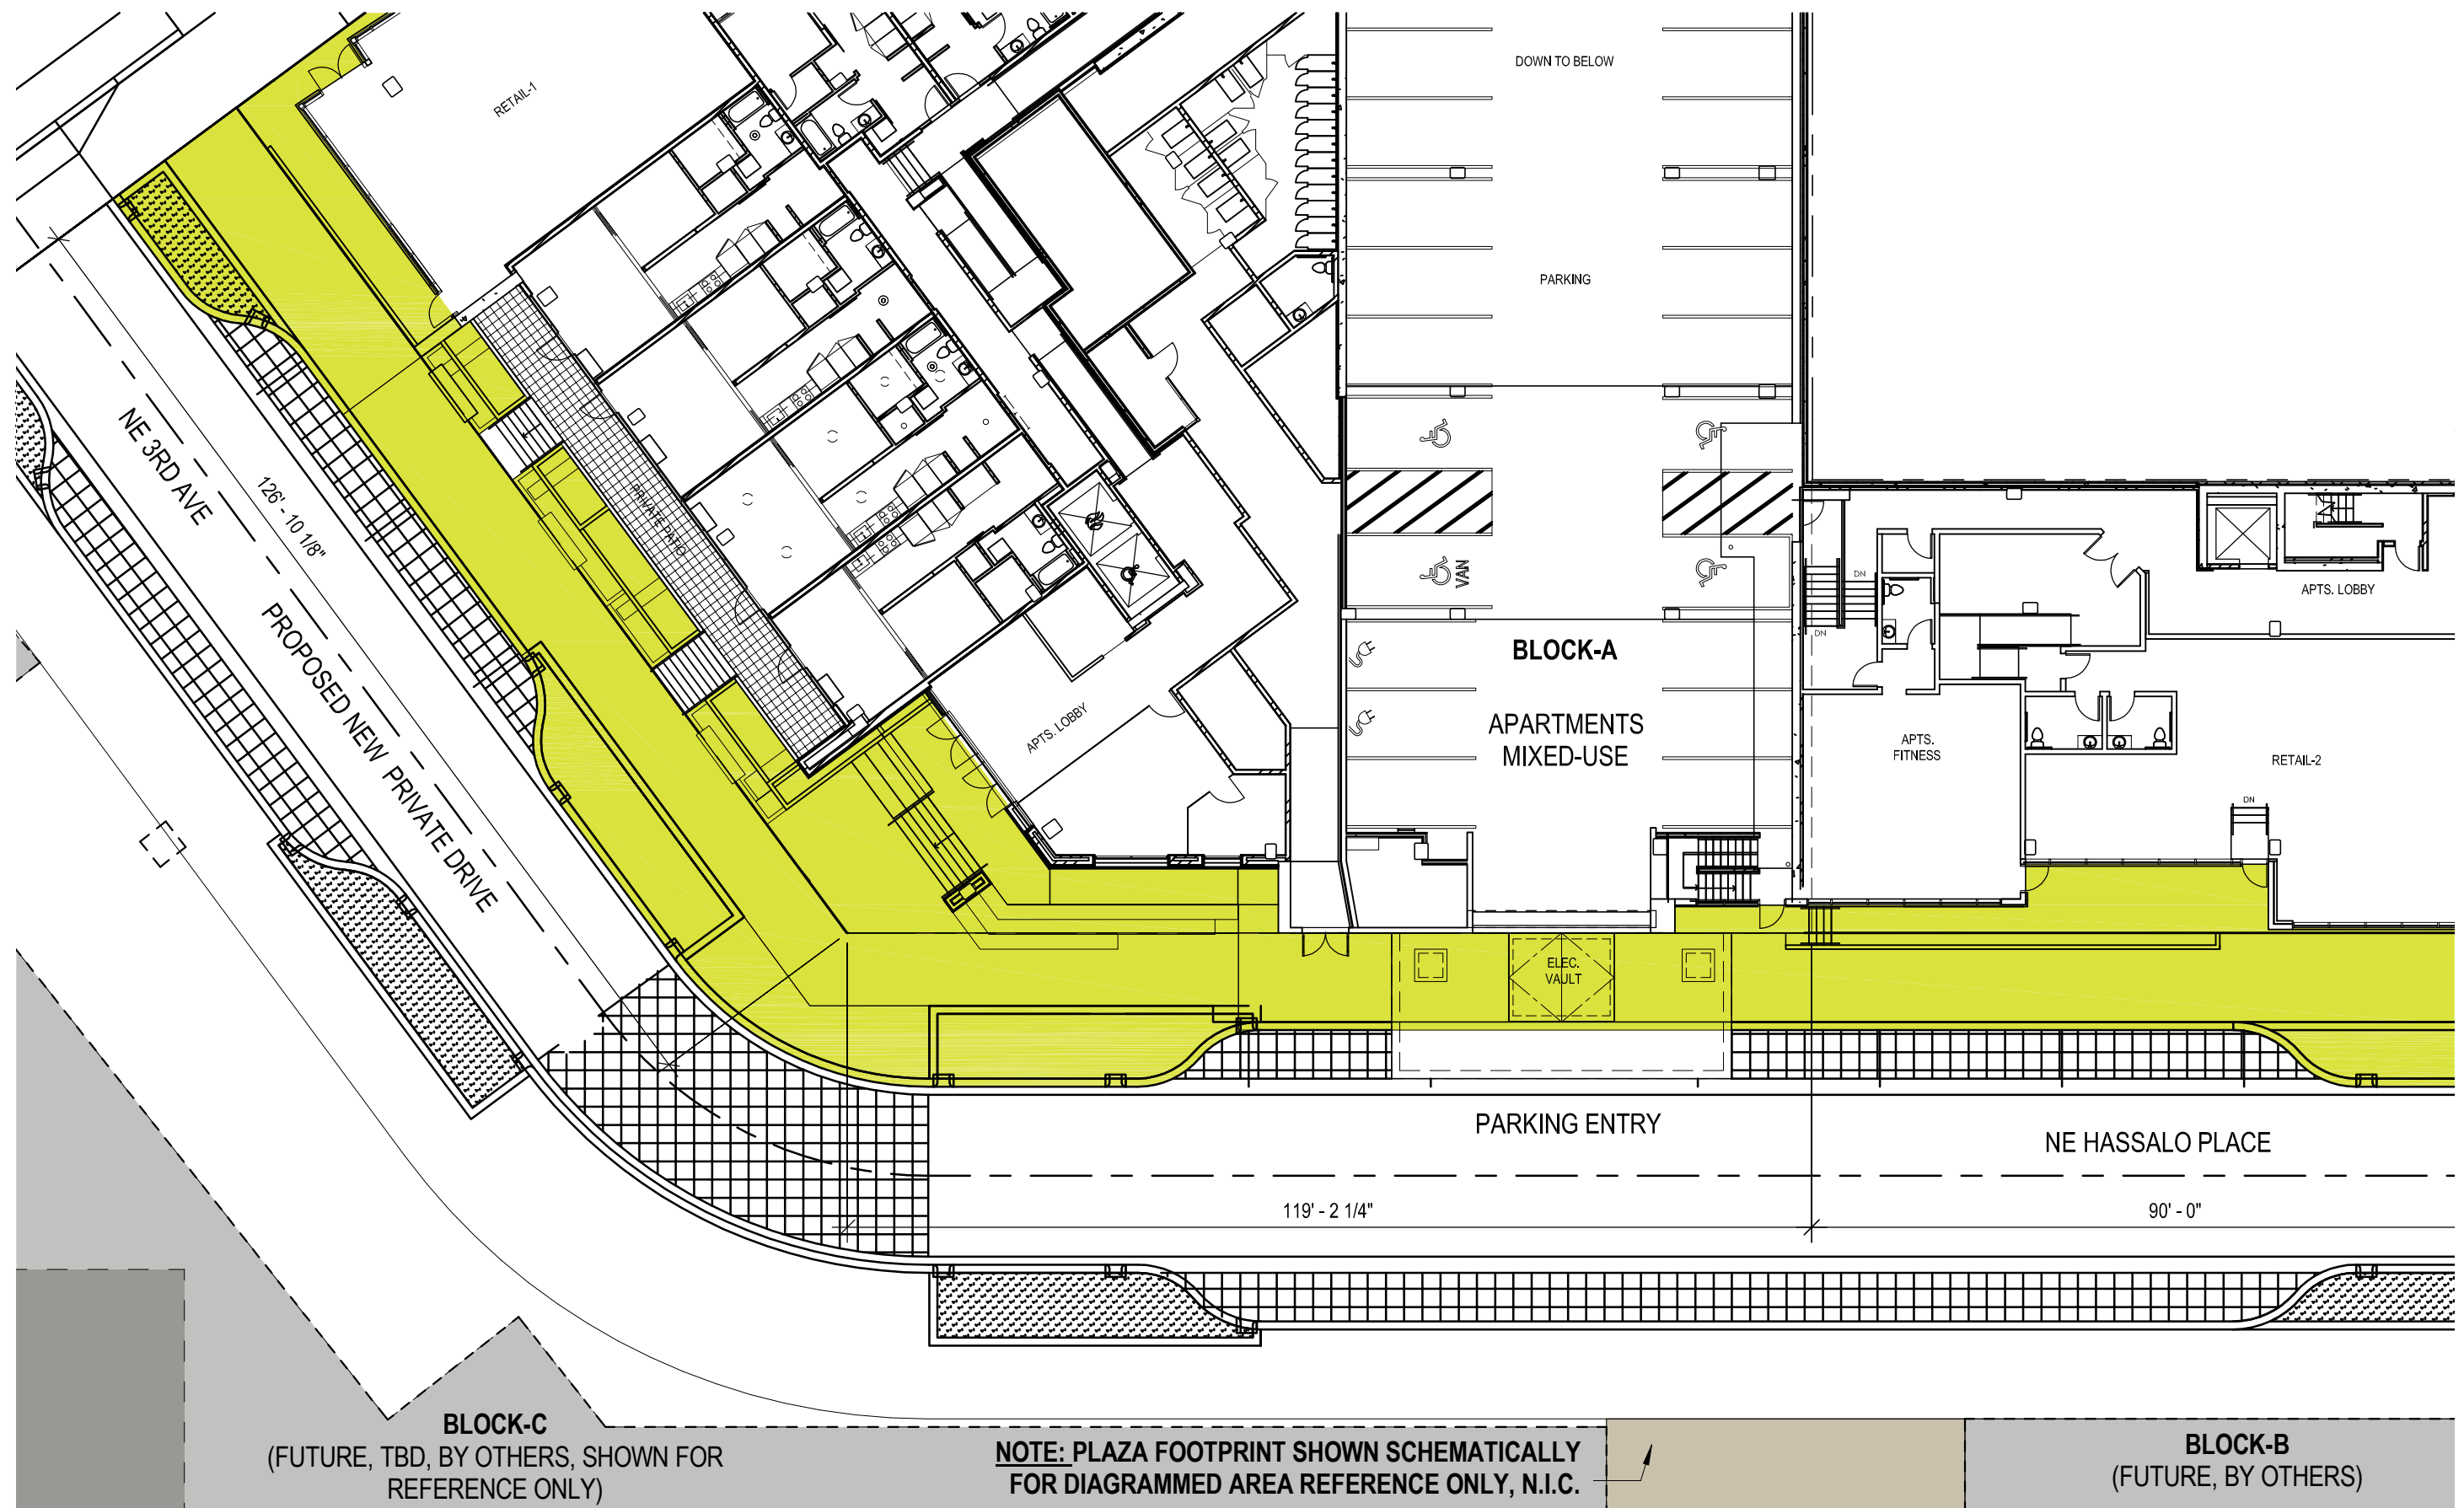 RETAIL-1
DOWN TO BELOW
PARKING
NE 3RD AVE
126' - 10 1/8"
PRIVATE PATIO
PROPOSED NEW PRIVATE DRIVE
VAN
BLOCK-A
APARTMENTS
MIXED-USE
APTS. LOBBY
DN
DN
APTS. LOBBY
APTS.
FITNESS
RETAIL-2
DN
ELEC.
VAULT
PARKING ENTRY
NE HASSALO PLACE
119' - 2 1/4"
90' - 0"
BLOCK-C
(FUTURE, TBD, BY OTHERS, SHOWN FOR
REFERENCE ONLY)
NOTE: PLAZA FOOTPRINT SHOWN SCHEMATICALLY
FOR DIAGRAMMED AREA REFERENCE ONLY, N.I.C.
BLOCK-B
(FUTURE, BY OTHERS)